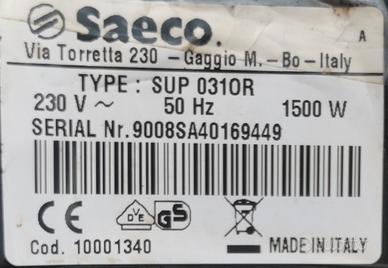 Saeco.
A
Via Torretta 230 - Gaggio M. - Bo - Italy
TYPE : SUP 031OR
230 V ~ 50 Hz 1500 W
SERIAL Nr. 9008SA40169449
CE DVE GS
Cod. 10001340 MADE IN ITALY